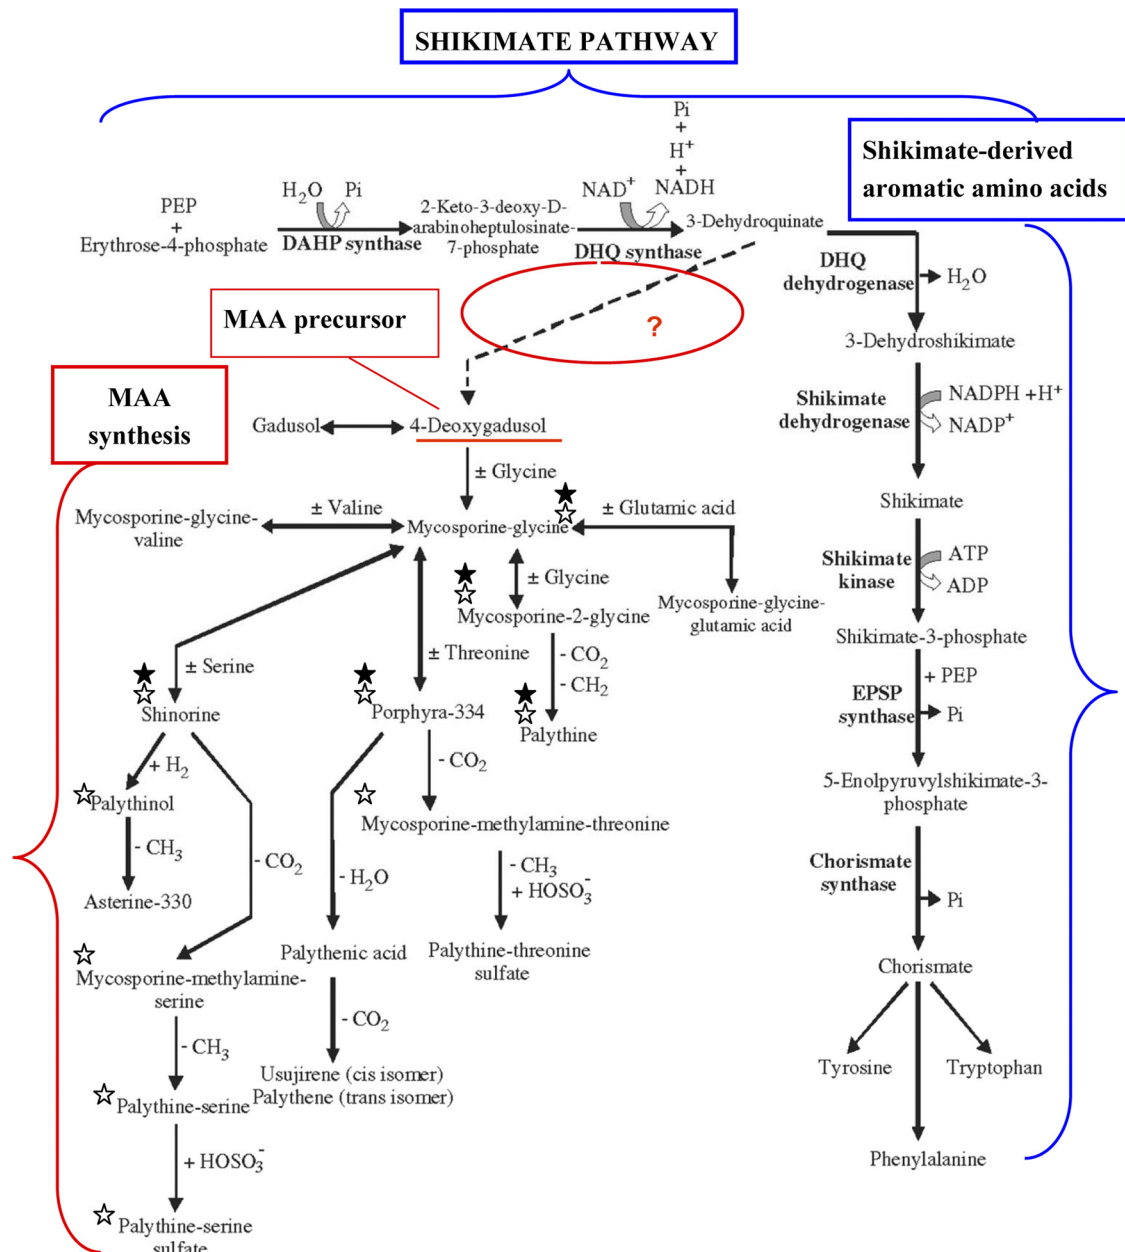 SHIKIMATE PATHWAY
Pi
+
H⁺
+
NADH
NAD⁺
H₂O
Pi
PEP
+
Erythrose-4-phosphate
DAHP synthase
2-Keto-3-deoxy-D-
arabinoheptulosinate-
7-phosphate
DHQ synthase
3-Dehydroquinate
Shikimate-derived
aromatic amino acids
DHQ
dehydrogenase
H₂O
MAA precursor
?
3-Dehydroshikimate
MAA
synthesis
Shikimate
dehydrogenase
NADPH +H⁺
NADP⁺
Gadusol
4-Deoxygadusol
± Glycine
Shikimate
Mycosporine-glycine-
valine
± Valine
Mycosporine-glycine
± Glutamic acid
Shikimate
kinase
ATP
ADP
± Glycine
Mycosporine-2-glycine
Mycosporine-glycine-
glutamic acid
Shikimate-3-phosphate
± Serine
± Threonine
- CO₂
- CH₂
+ PEP
EPSP
synthase
Pi
Shinorine
Porphyra-334
Palythine
+ H₂
- CO₂
5-Enolpyruvylshikimate-3-
phosphate
Palythinol
Mycosporine-methylamine-threonine
- CH₃
- CO₂
- H₂O
- CH₃
+ HOSO₃⁻
Chorismate
synthase
Pi
Asterine-330
Palythenic acid
Palythine-threonine
sulfate
Chorismate
Mycosporine-methylamine-
serine
- CO₂
- CH₃
Usujirene (cis isomer)
Palythene (trans isomer)
Tyrosine
Tryptophan
Palythine-serine
+ HOSO₃⁻
Phenylalanine
Palythine-serine
sulfate